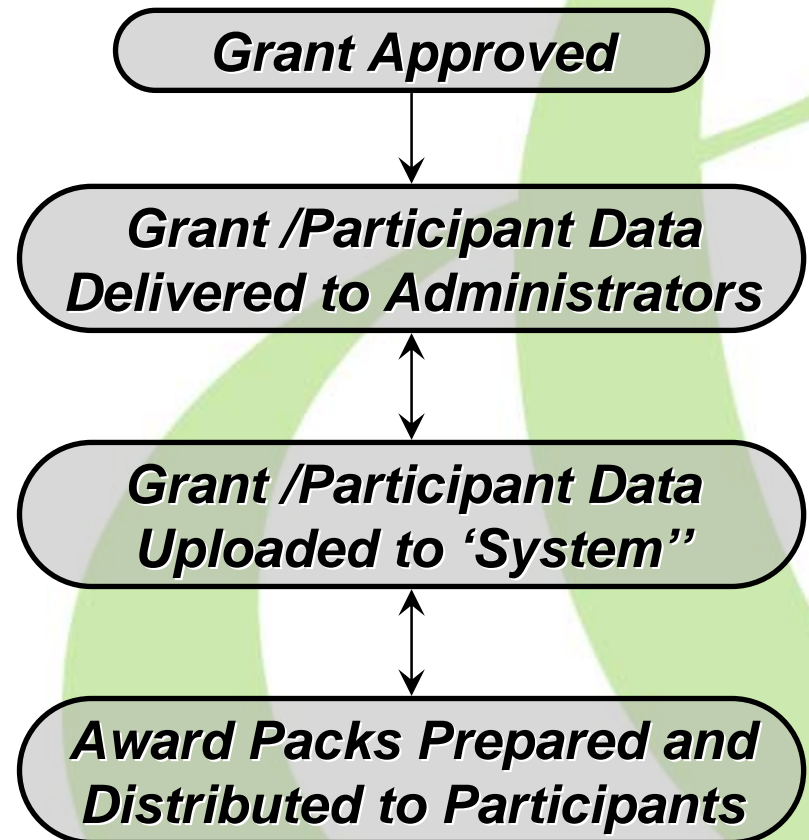 Grant Approved
Grant /Participant Data
Delivered to Administrators
Grant /Participant Data
Uploaded to ‘System’’
Award Packs Prepared and
Distributed to Participants